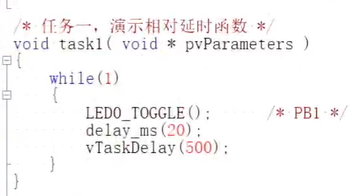 /* 任务一，演示相对延时函数 */
void task1( void * pvParameters )
{
while(1)
{
LED0_TOGGLE(); /* PB1 */
delay_ms(20);
vTaskDelay(500);
}
}